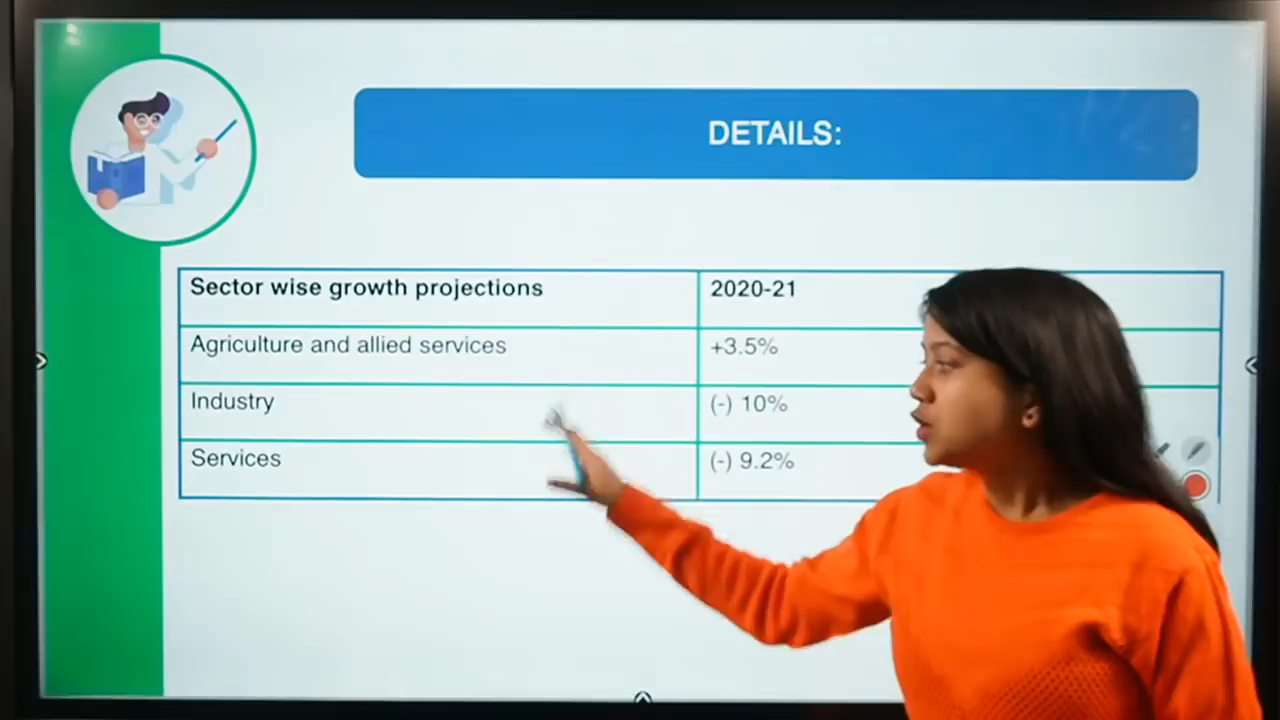 DETAILS:
Sector wise growth projections 2020-21
Agriculture and allied services +3.5%
Industry (-) 10%
Services (-) 9.2%